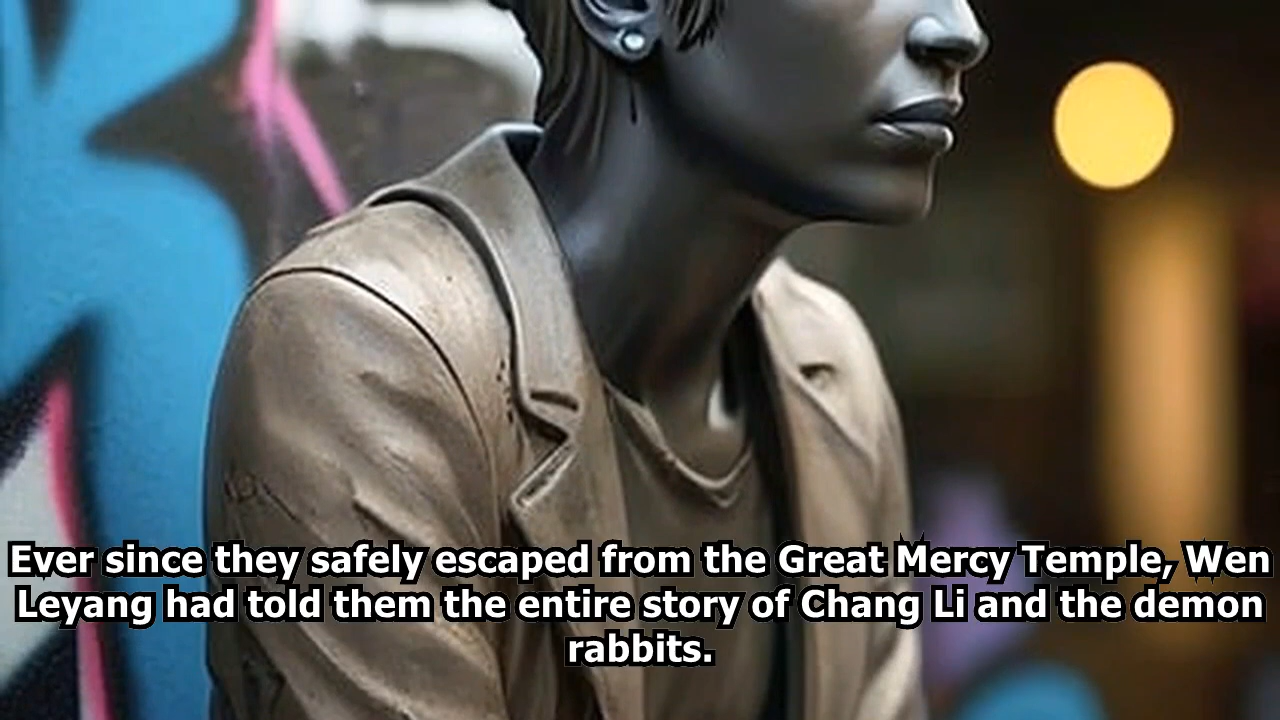 Ever since they safely escaped from the Great Mercy Temple, Wen
Leyang had told them the entire story of Chang Li and the demon
rabbits.